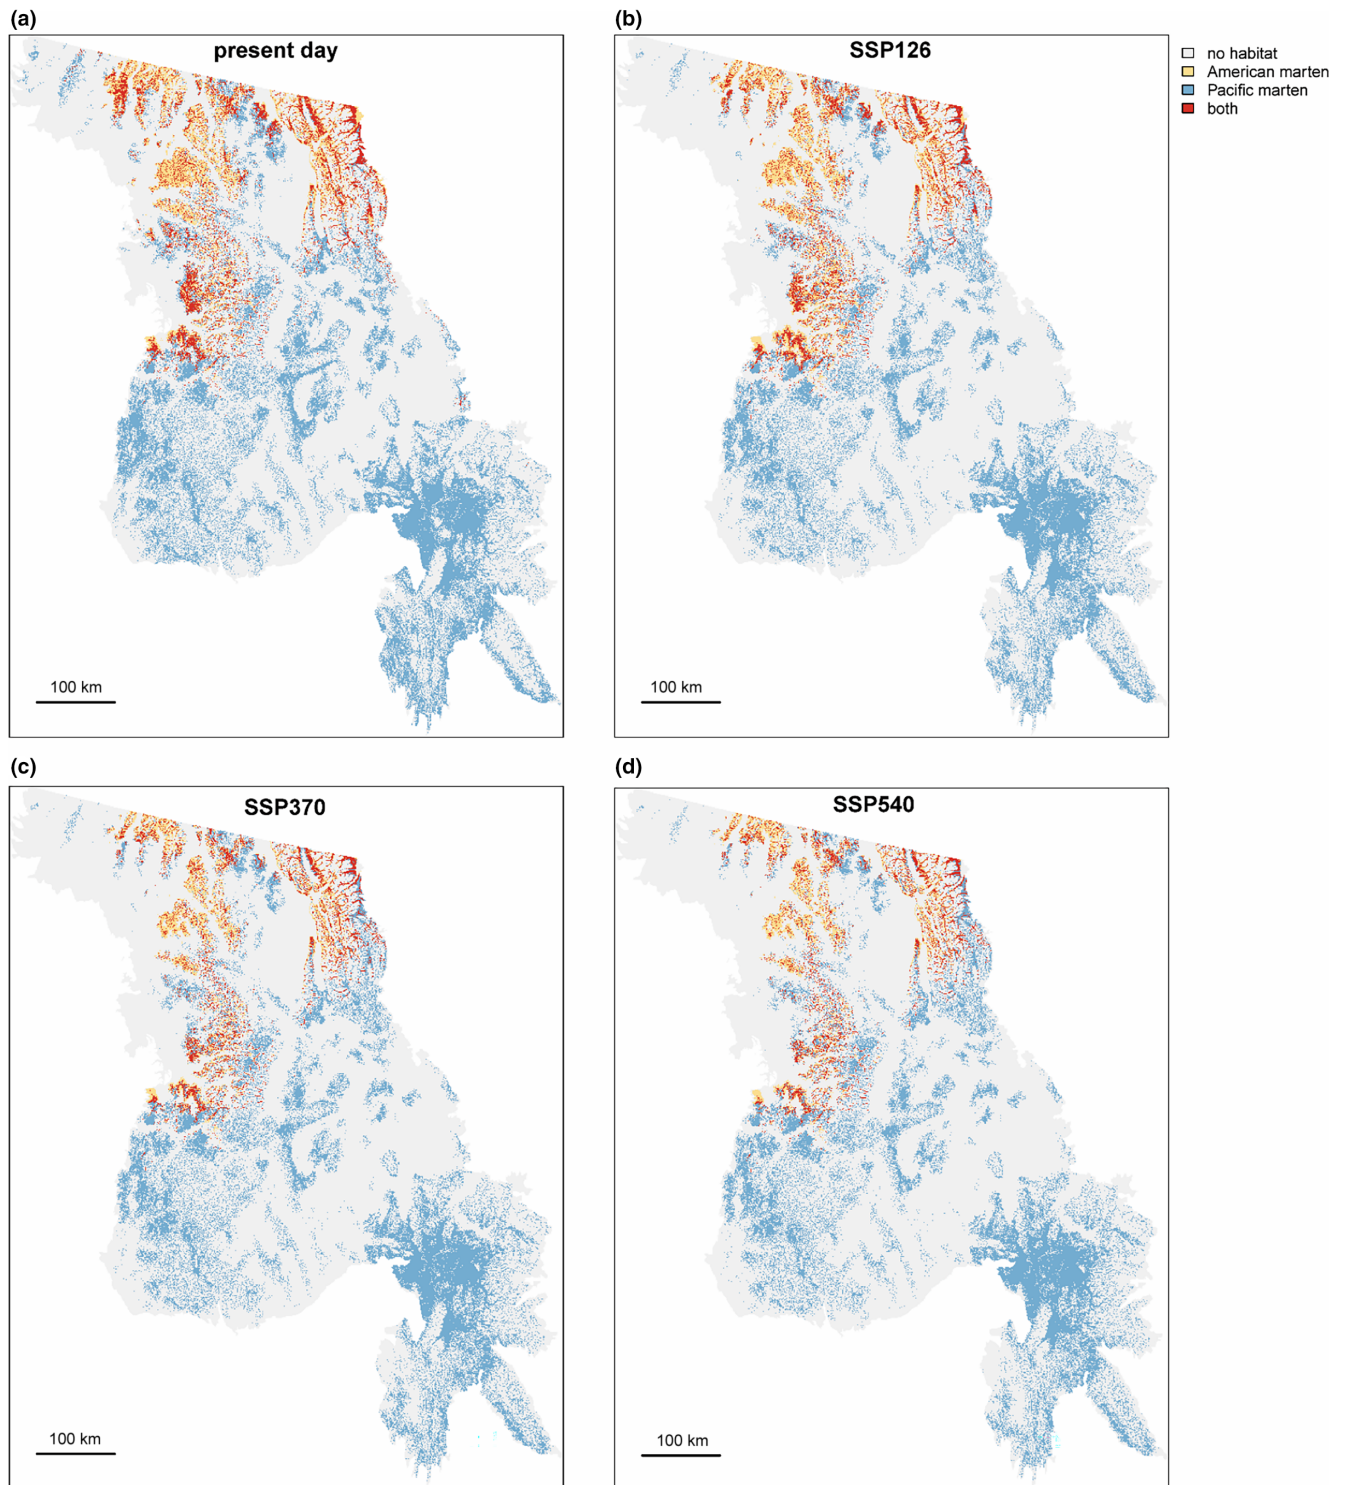 (a)
present day
100 km
(b)
SSP126
100 km
no habitat
American marten
Pacific marten
both
(c)
SSP370
100 km
(d)
SSP540
100 km